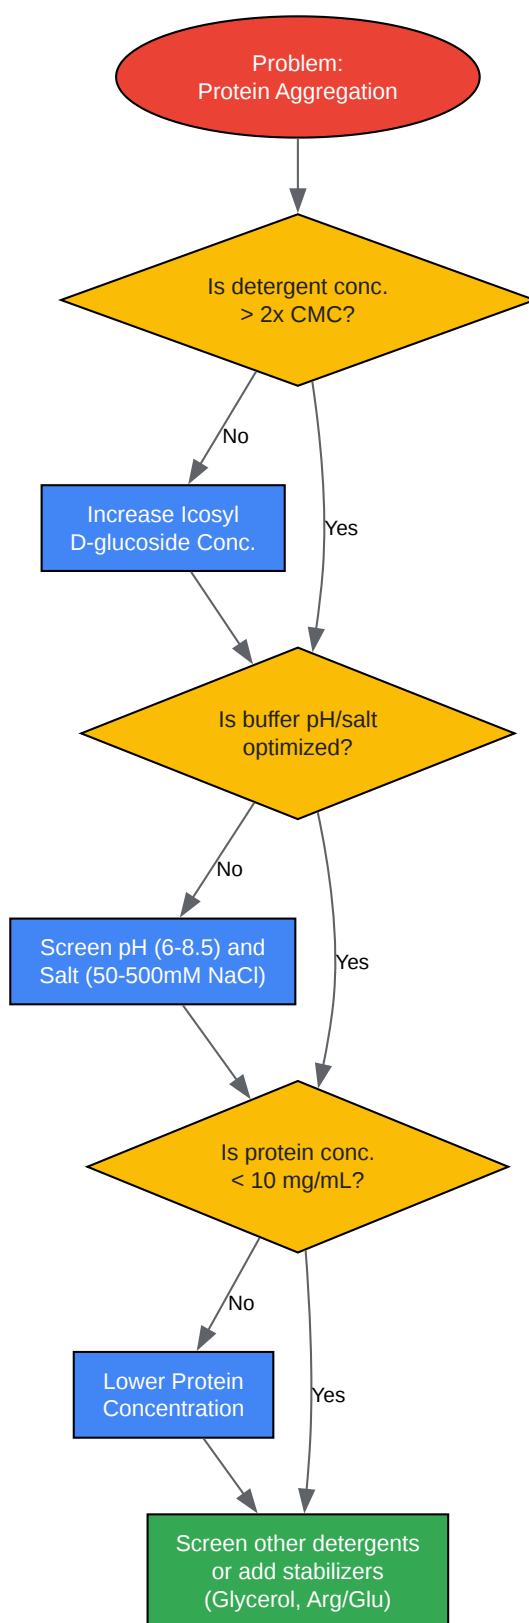 Problem:
Protein Aggregation
Is detergent conc.
> 2x CMC?
No
Increase Icosyl
D-glucoside Conc.
Yes
Is buffer pH/salt
optimized?
No
Screen pH (6-8.5) and
Salt (50-500mM NaCl)
Yes
Is protein conc.
< 10 mg/mL?
No
Lower Protein
Concentration
Yes
Screen other detergents
or add stabilizers
(Glycerol, Arg/Glu)